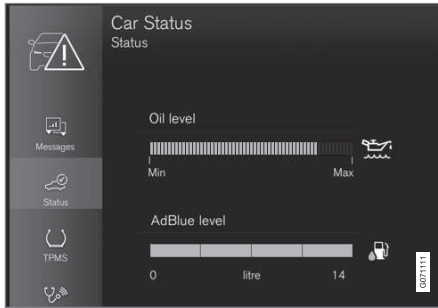 Car Status
Status
Messages
Status
TPMS
Oil level
Min Max
AdBlue level
0 litre 14
G071111